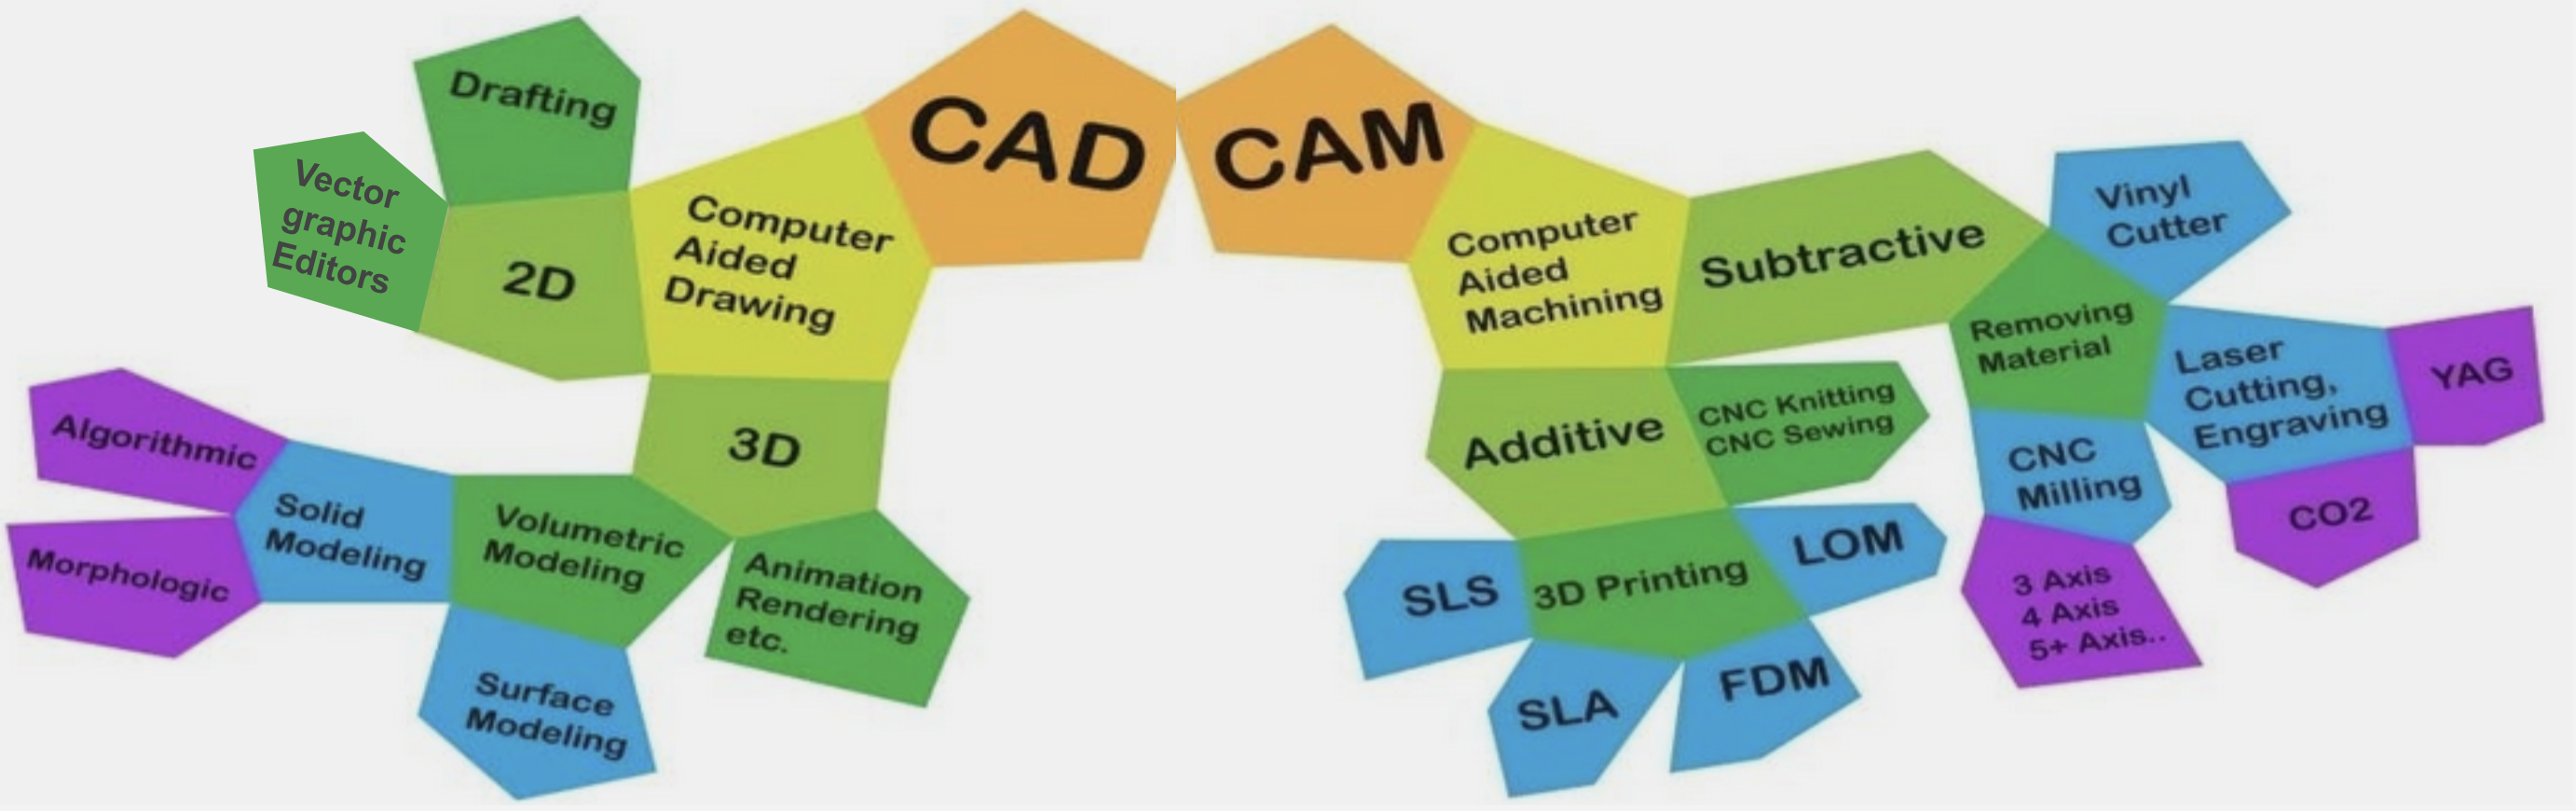 CAD
Computer
Aided
Drawing
2D
Drafting
Vector
graphic
Editors
3D
Volumetric
Modeling
Solid
Modeling
Algorithmic
Morphologic
Surface
Modeling
Animation
Rendering
etc.
CAM
Computer
Aided
Machining
Subtractive
Removing
Material
Vinyl
Cutter
Laser
Cutting,
Engraving
YAG
CO2
CNC
Milling
3 Axis
4 Axis
5+ Axis..
Additive
CNC Knitting
CNC Sewing
3D Printing
LOM
SLS
SLA
FDM